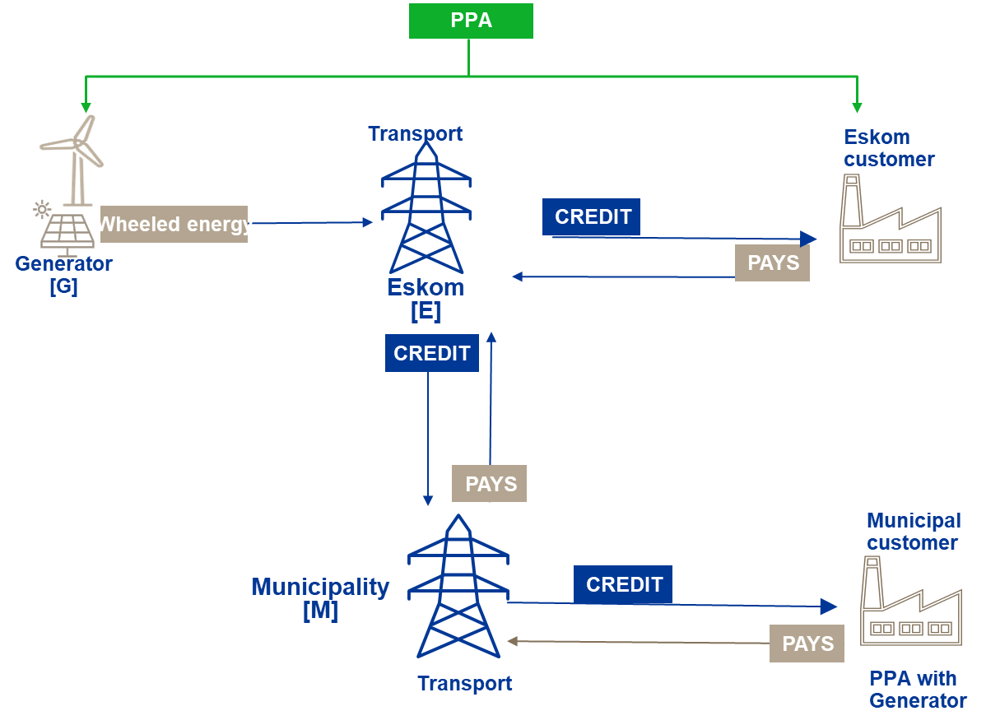 PPA
Transport
Eskom
customer
CREDIT
Wheeled energy
PAYS
Generator
[G]
Eskom
[E]
CREDIT
PAYS
Municipal
customer
Municipality
[M]
CREDIT
PAYS
Transport
PPA with
Generator